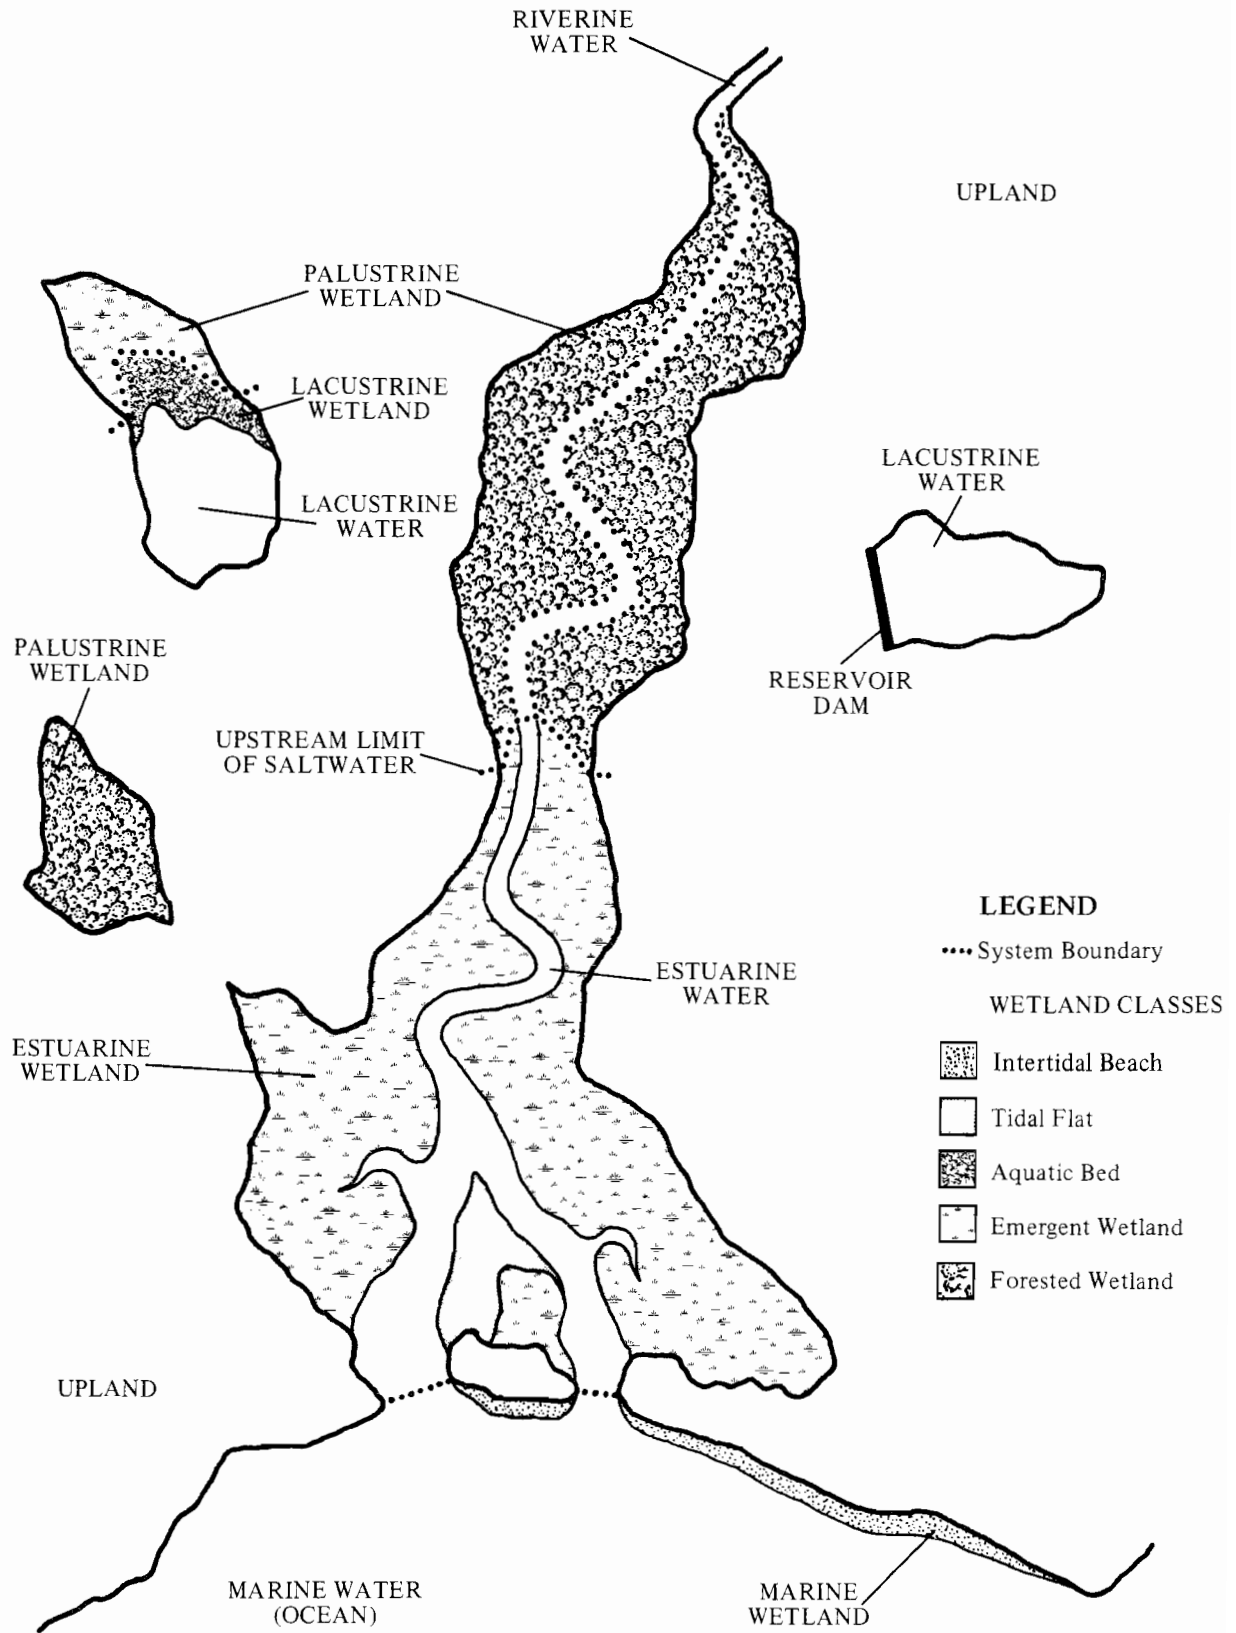 RIVERINE
WATER
UPLAND
PALUSTRINE
WETLAND
LACUSTRINE
WETLAND
LACUSTRINE
WATER
LACUSTRINE
WATER
RESERVOIR
DAM
PALUSTRINE
WETLAND
UPSTREAM LIMIT
OF SALTWATER
LEGEND
System Boundary
WETLAND CLASSES
Intertidal Beach
Tidal Flat
Aquatic Bed
Emergent Wetland
Forested Wetland
ESTUARINE
WATER
ESTUARINE
WETLAND
UPLAND
MARINE WATER
(OCEAN)
MARINE
WETLAND